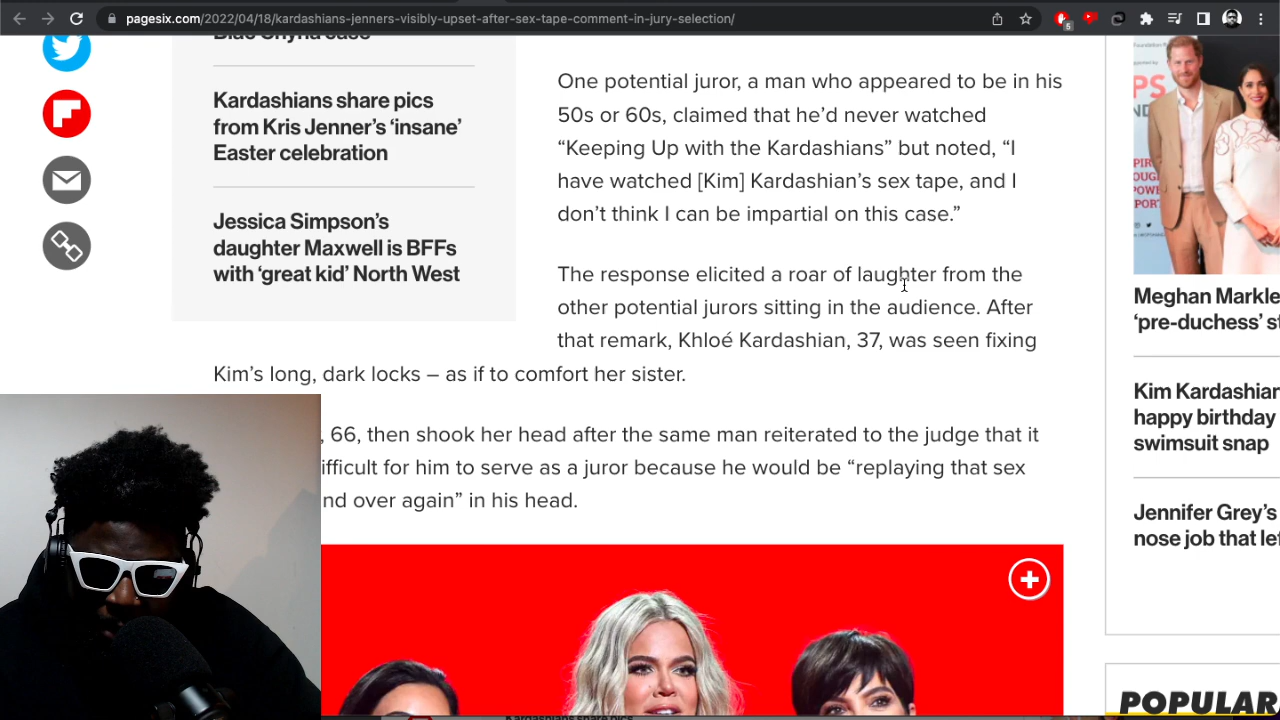 pagesix.com/2022/04/18/kardashians-jenners-visibly-upset-after-sex-tape-comment-in-jury-selection/
5
Blac Chyna case
Kardashians share pics
from Kris Jenner’s ‘insane’
Easter celebration
Jessica Simpson’s
daughter Maxwell is BFFs
with ‘great kid’ North West
One potential juror, a man who appeared to be in his
50s or 60s, claimed that he’d never watched
“Keeping Up with the Kardashians” but noted, “I
have watched [Kim] Kardashian’s sex tape, and I
don’t think I can be impartial on this case.”
The response elicited a roar of laughter from the
other potential jurors sitting in the audience. After
that remark, Khloé Kardashian, 37, was seen fixing
Kim’s long, dark locks – as if to comfort her sister.
, 66, then shook her head after the same man reiterated to the judge that it
ifficult for him to serve as a juror because he would be “replaying that sex
nd over again” in his head.
Meghan Markle
‘pre-duchess’ st
Kim Kardashian
happy birthday
swimsuit snap
Jennifer Grey’s
nose job that lef
POPULAR